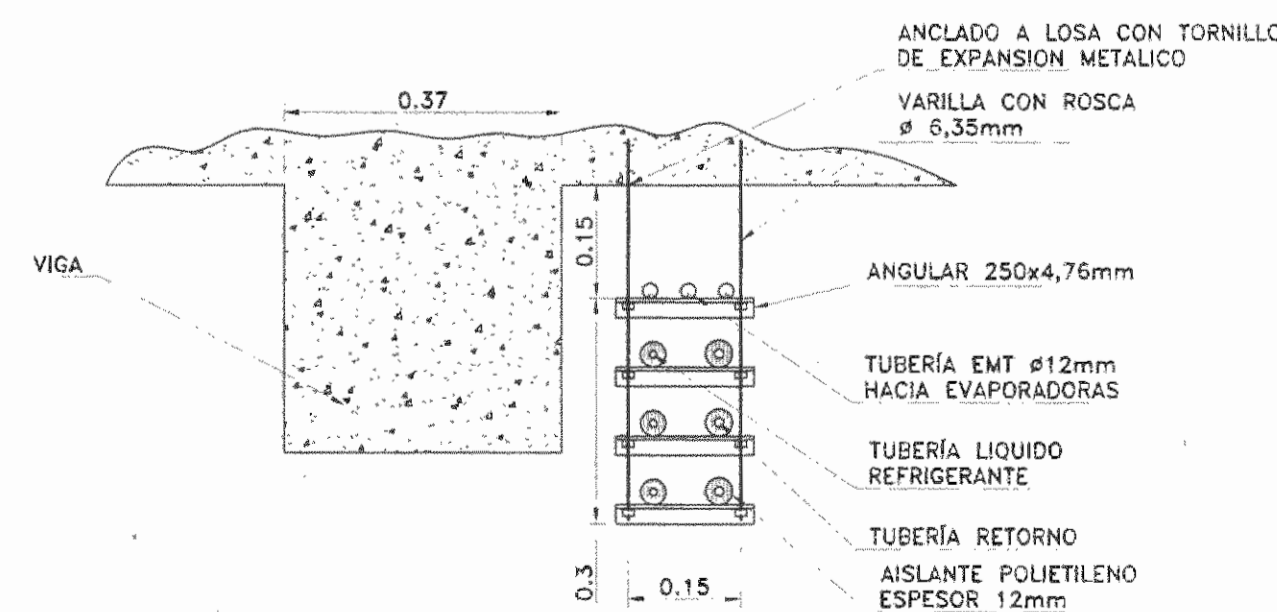 ANCLADO A LOSA CON TORNILLO
DE EXPANSION METALICO
VARILLA CON ROSCA
ø 6,35mm
0.37
0.15
VIGA
ANGULAR 250x4,76mm
TUBERÍA EMT ø12mm
HACIA EVAPORADORAS
TUBERÍA LIQUIDO
REFRIGERANTE
TUBERÍA RETORNO
AISLANTE POLIETILENO
ESPESOR 12mm
0.3
0.15